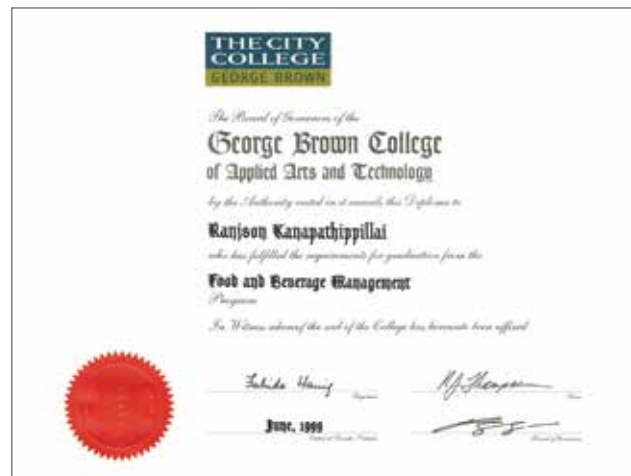 THE CITY
COLLEGE
GEORGE BROWN
The Board of Governors of the
George Brown College
of Applied Arts and Technology
by the Authority vested in it awards this Diploma to
Ranjson Kanapathippillai
who has fulfilled the requirements for graduation from the
Food and Beverage Management
Program
In Witness whereof the seal of the College has hereunto been affixed
June, 1999